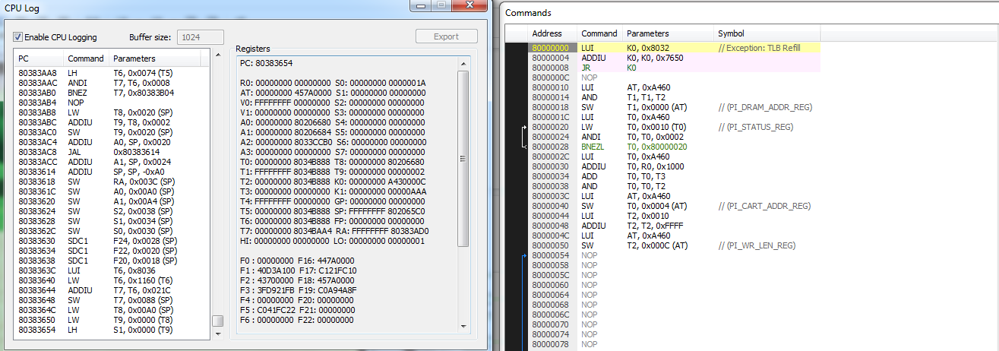 CPU Log
Enable CPU Logging Buffer size: 1024 Export
PC Command Parameters
80383AA8 LH T6, 0x0074 (T5)
80383AAC ANDI T7, T6, 0x0008
80383AB0 BNEZ T7, 0x80383B04
80383AB4 NOP
80383AB8 LW T8, 0x0020 (SP)
80383ABC ADDIU T9, T8, 0x0002
80383AC0 SW T9, 0x0020 (SP)
80383AC4 ADDIU A0, SP, 0x0020
80383AC8 JAL 0x80383614
80383ACC ADDIU A1, SP, 0x0024
80383614 ADDIU SP, SP, -0xA0
80383618 SW RA, 0x003C (SP)
8038361C SW A0, 0x00A0 (SP)
80383620 SW A1, 0x00A4 (SP)
80383624 SW S2, 0x0038 (SP)
80383628 SW S1, 0x0034 (SP)
8038362C SW S0, 0x0030 (SP)
80383630 SDC1 F24, 0x0028 (SP)
80383634 SDC1 F22, 0x0020 (SP)
80383638 SDC1 F20, 0x0018 (SP)
8038363C LUI T6, 0x8036
80383640 LW T6, 0x1160 (T6)
80383644 ADDIU T7, T6, 0x021C
80383648 SW T7, 0x0088 (SP)
8038364C LW T8, 0x00A0 (SP)
80383650 LW T9, 0x0000 (T8)
80383654 LH S1, 0x0000 (T9)
Registers
PC: 80383654
R0: 00000000 00000000 S0: 00000000 0000001A
AT: 00000000 457A0000 S1: 00000000 00000000
V0: FFFFFFFF 00000000 S2: 00000000 00000000
V1: 00000000 00000000 S3: 00000000 00000000
A0: 00000000 80206680 S4: 00000000 00000000
A1: 00000000 80206684 S5: 00000000 00000000
A2: 00000000 8033CCB0 S6: 00000000 00000000
A3: 00000000 00000000 S7: 00000000 00000000
T0: 00000000 8034B888 T8: 00000000 80206680
T1: FFFFFFFF 8034B888 T9: 00000000 00000002
T2: 00000000 8034B888 K0: 00000000 A430000C
T3: 00000000 00000000 K1: 00000000 00000AAA
T4: FFFFFFFF 00000000 GP: 00000000 00000000
T5: 00000000 8034B888 SP: FFFFFFFF 802065C0
T6: 00000000 8034B888 FP: 00000000 00000000
T7: 00000000 8034BAA4 RA: FFFFFFFF 80383AD0
HI: 00000000 00000000 LO: 00000000 00000001
F0 : 00000000 F16: 447A0000
F1 : 40D3A100 F17: C121FC10
F2 : 43700000 F18: 457A0000
F3 : 3FD921FB F19: C0A94A8F
F4 : 00000000 F20: 00000000
F5 : C041FC22 F21: 00000000
F6 : 00000000 F22: 00000000
Commands
Address Command Parameters Symbol
80000000 LUI K0, 0x8032 // Exception: TLB Refill
80000004 ADDIU K0, K0, 0x7650
80000008 JR K0
8000000C NOP
80000010 LUI AT, 0xA460
80000014 AND T1, T1, T2
80000018 SW T1, 0x0000 (AT) // (PI_DRAM_ADDR_REG)
8000001C LUI T0, 0xA460
80000020 LW T0, 0x0010 (T0) // (PI_STATUS_REG)
80000024 ANDI T0, T0, 0x0002
80000028 BNEZL T0, 0x80000020
8000002C LUI T0, 0xA460
80000030 ADDIU T0, R0, 0x1000
80000034 ADD T0, T0, T3
80000038 AND T0, T0, T2
8000003C LUI AT, 0xA460
80000040 SW T0, 0x0004 (AT) // (PI_CART_ADDR_REG)
80000044 LUI T2, 0x0010
80000048 ADDIU T2, T2, 0xFFFF
8000004C LUI AT, 0xA460
80000050 SW T2, 0x000C (AT) // (PI_WR_LEN_REG)
80000054 NOP
80000058 NOP
8000005C NOP
80000060 NOP
80000064 NOP
80000068 NOP
8000006C NOP
80000070 NOP
80000074 NOP
80000078 NOP